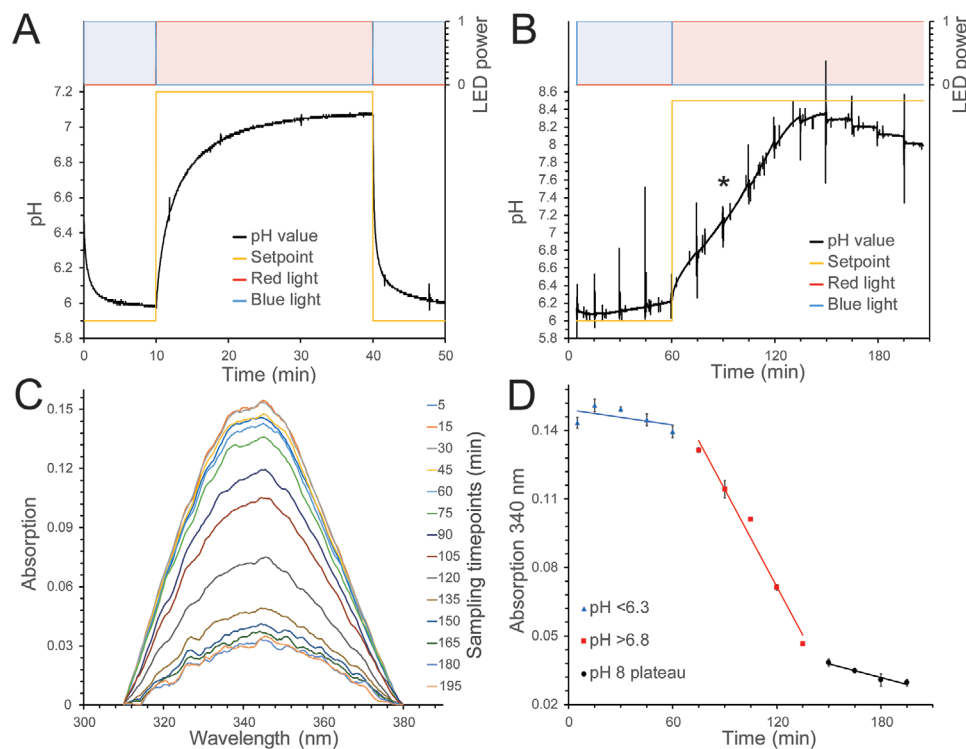 A
1
0
LED power
7.2
7
6.8
6.6
6.4
6.2
6
5.8
pH
pH value
Setpoint
Red light
Blue light
0
10
20
30
40
50
Time (min)
B
1
0
LED power
8.6
8.4
8.2
8
7.8
7.6
7.4
7.2
7
6.8
6.6
6.4
6.2
6
5.8
pH
*
pH value
Setpoint
Red light
Blue light
0
60
120
180
Time (min)
C
0.15
0.12
0.09
0.06
0.03
0
Absorption
300
320
340
360
380
400
Wavelength (nm)
Sampling timepoints (min)
5
15
30
45
60
75
90
105
120
135
150
165
180
195
D
0.14
0.11
0.08
0.05
0.02
Absorption 340 nm
pH <6.3
pH >6.8
pH 8 plateau
0
60
120
180
Time (min)